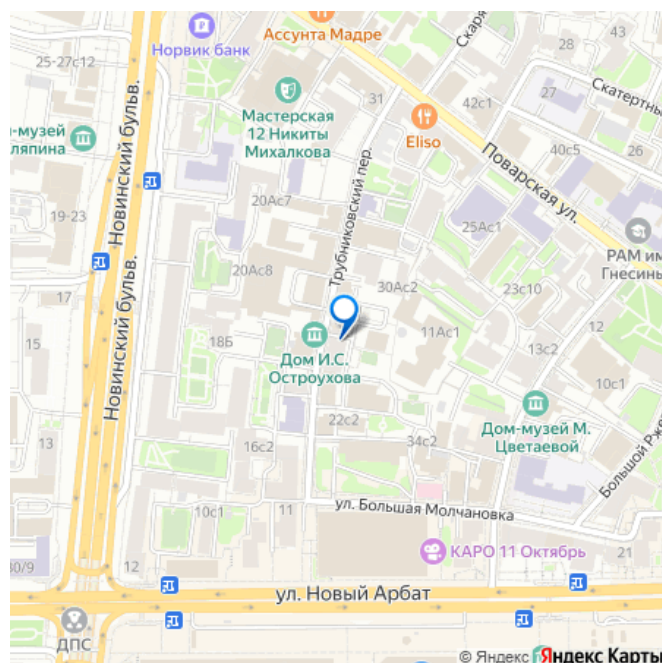 Норвик банк
Ассунта Мадре
28
43
25-27с12
Новинский бульв.
Мастерская
12 Никиты
Михалкова
31
42с1
27
Скатертный
Eliso
40с5
26
Трубниковский пер.
Поварская ул.
19-23
Новинский бульв.
20Ас7
25Ас1
РАМ им
Гнесины
20Ас8
30Ас2
23с10
17
15
18Б
11Ас1
12
13с2
Дом И.С.
Остроухова
10с1
22с2
Дом-музей М.
Цветаевой
13
16с2
34с2
Новинский бульв.
10с1
11
ул. Большая Молчановка
КАРО 11 Октябрь
21
30/9
12
ул. Новый Арбат
ДПС
© Яндекс
Яндекс Карты